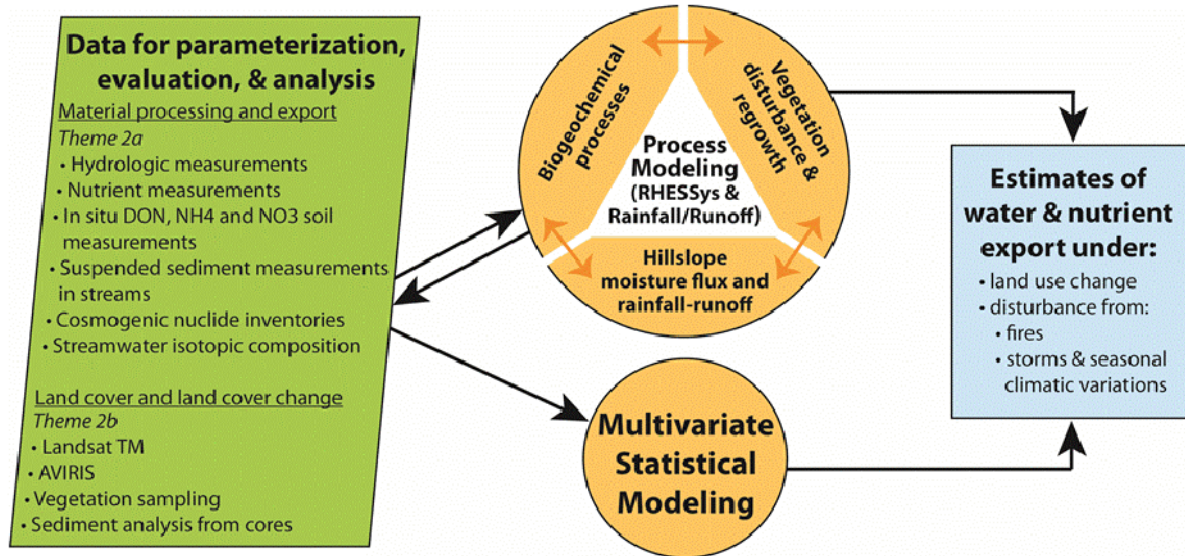 Data for parameterization,
evaluation, & analysis
Material processing and export
Theme 2a
• Hydrologic measurements
• Nutrient measurements
• In situ DON, NH4 and NO3 soil
measurements
• Suspended sediment measurements
in streams
• Cosmogenic nuclide inventories
• Streamwater isotopic composition
Land cover and land cover change
Theme 2b
• Landsat TM
• AVIRIS
• Vegetation sampling
• Sediment analysis from cores
Biogeochemical
processes
Vegetation
disturbance &
regrowth
Process
Modeling
(RHESSys &
Rainfall/Runoff)
Hillslope
moisture flux and
rainfall-runoff
Multivariate
Statistical
Modeling
Estimates of
water & nutrient
export under:
• land use change
• disturbance from:
• fires
• storms & seasonal
climatic variations